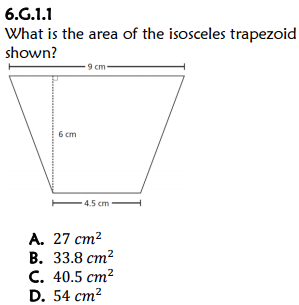 6.G.1.1
What is the area of the isosceles trapezoid
shown?
9 cm
6 cm
4.5 cm
A. 27 cm²
B. 33.8 cm²
C. 40.5 cm²
D. 54 cm²